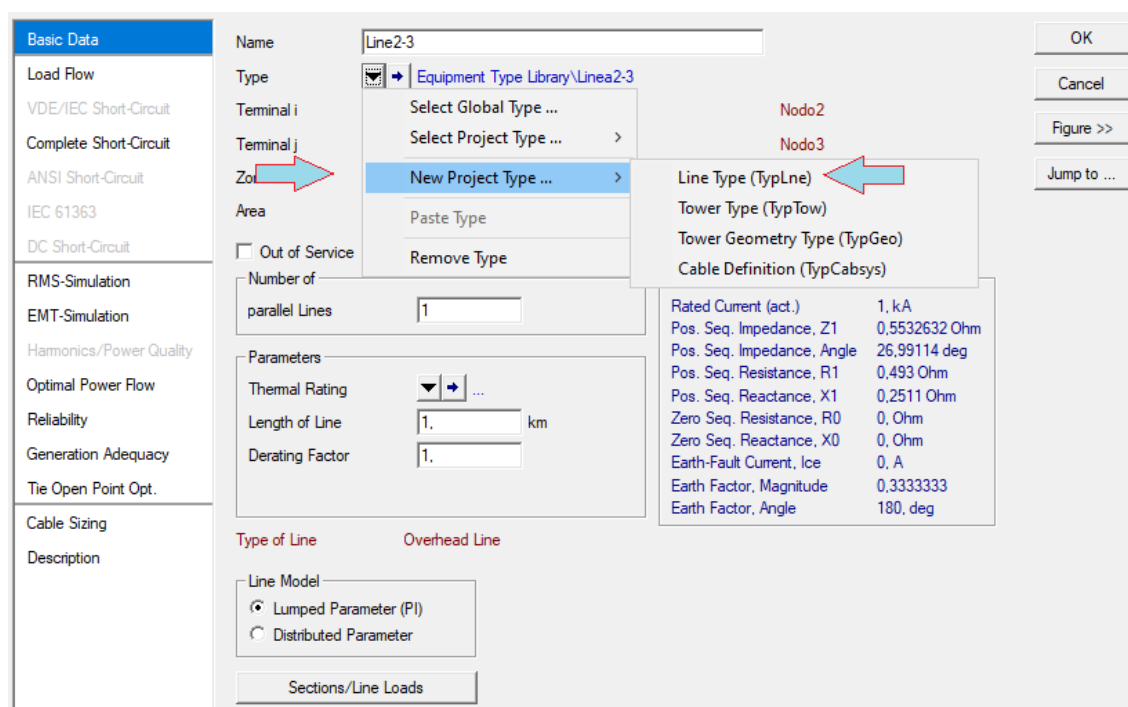 Basic Data
Load Flow
VDE/IEC Short-Circuit
Complete Short-Circuit
ANSI Short-Circuit
IEC 61363
DC Short-Circuit
RMS-Simulation
EMT-Simulation
Harmonics/Power Quality
Optimal Power Flow
Reliability
Generation Adequacy
Tie Open Point Opt.
Cable Sizing
Description
Name Line2-3
Type Equipment Type Library\Linea2-3
Terminal i Nodo2
Terminal j Nodo3
Area
Out of Service
Select Global Type ...
Select Project Type ... >
New Project Type ... >
Paste Type
Remove Type
Line Type (TypLne)
Tower Type (TypTow)
Tower Geometry Type (TypGeo)
Cable Definition (TypCabsys)
Number of
parallel Lines 1
Parameters
Thermal Rating ...
Length of Line 1, km
Derating Factor 1,
Rated Current (act.) 1, kA
Pos. Seq. Impedance, Z1 0,5532632 Ohm
Pos. Seq. Impedance, Angle 26,99114 deg
Pos. Seq. Resistance, R1 0,493 Ohm
Pos. Seq. Reactance, X1 0,2511 Ohm
Zero Seq. Resistance, R0 0, Ohm
Zero Seq. Reactance, X0 0, Ohm
Earth-Fault Current, Ice 0, A
Earth Factor, Magnitude 0,3333333
Earth Factor, Angle 180, deg
Type of Line Overhead Line
Line Model
Lumped Parameter (PI)
Distributed Parameter
Sections/Line Loads
OK
Cancel
Figure >>
Jump to ...